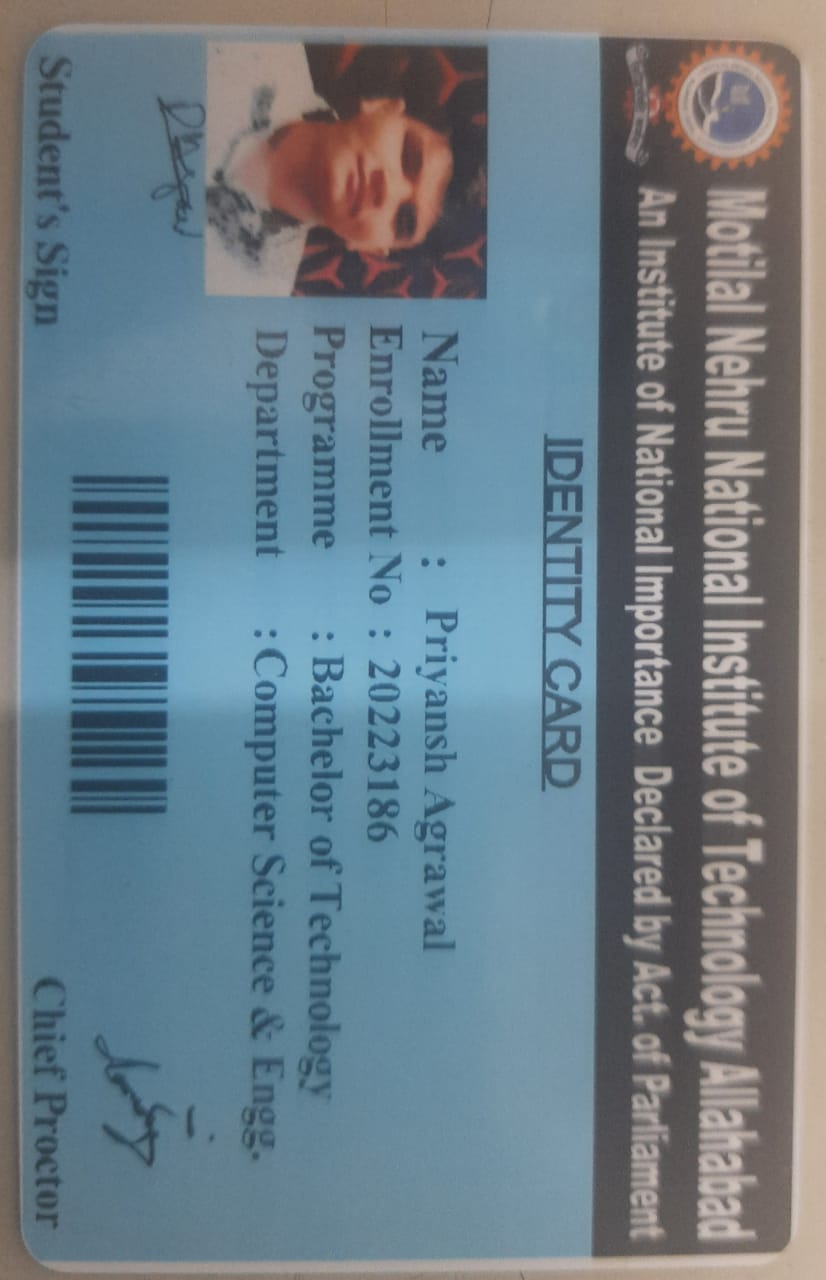 Motilal Nehru National Institute of Technology Allahabad
An Institute of National Importance Declared by Act. of Parliament
IDENTITY CARD
Name : Priyansh Agrawal
Enrollment No : 20223186
Programme : Bachelor of Technology
Department : Computer Science & Engg.
Student's Sign
Chief Proctor